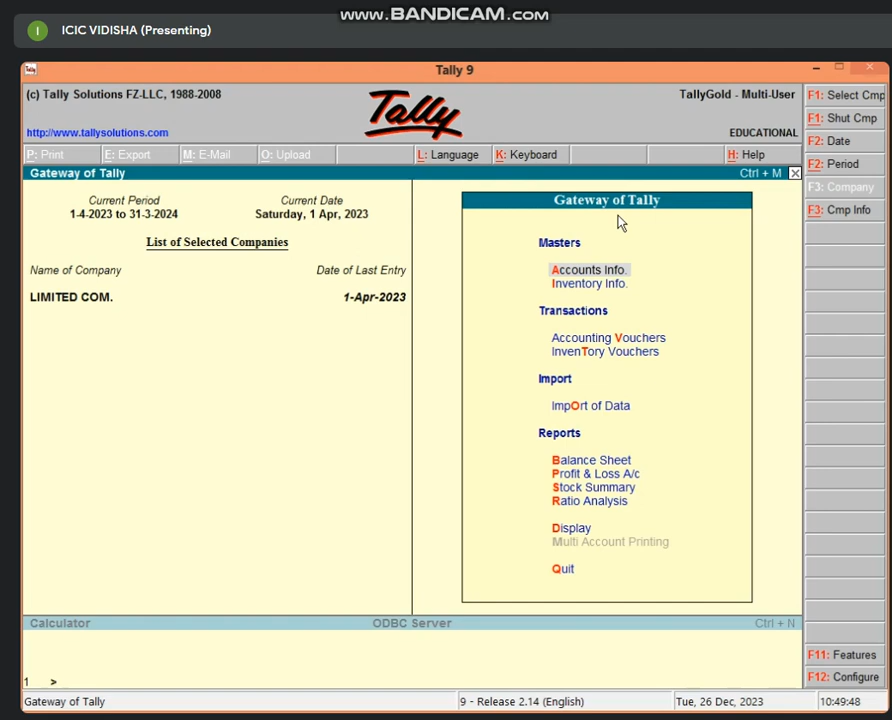 www.BANDICAM.com
I ICIC VIDISHA (Presenting)
Tally 9
(c) Tally Solutions FZ-LLC, 1988-2008
http://www.tallysolutions.com
Tally
TallyGold - Multi-User
EDUCATIONAL
P: Print E: Export M: E-Mail O: Upload L: Language K: Keyboard H: Help
Gateway of Tally Ctrl + M
Current Period Current Date
1-4-2023 to 31-3-2024 Saturday, 1 Apr, 2023
List of Selected Companies
Name of Company Date of Last Entry
LIMITED COM. 1-Apr-2023
Gateway of Tally
Masters
Accounts Info.
Inventory Info.
Transactions
Accounting Vouchers
InvenTory Vouchers
Import
ImpOrt of Data
Reports
Balance Sheet
Profit & Loss A/c
Stock Summary
Ratio Analysis
Display
Multi Account Printing
Quit
F1: Select Cmp
F1: Shut Cmp
F2: Date
F2: Period
F3: Company
F3: Cmp Info
F11: Features
F12: Configure
Calculator ODBC Server Ctrl + N
1 >
Gateway of Tally 9 - Release 2.14 (English) Tue, 26 Dec, 2023 10:49:48